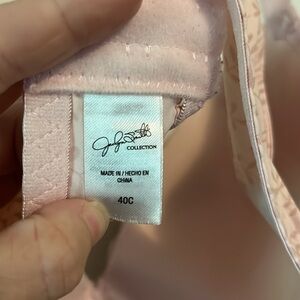 COLLECTION
MADE IN / HECHO EN
CHINA
40C